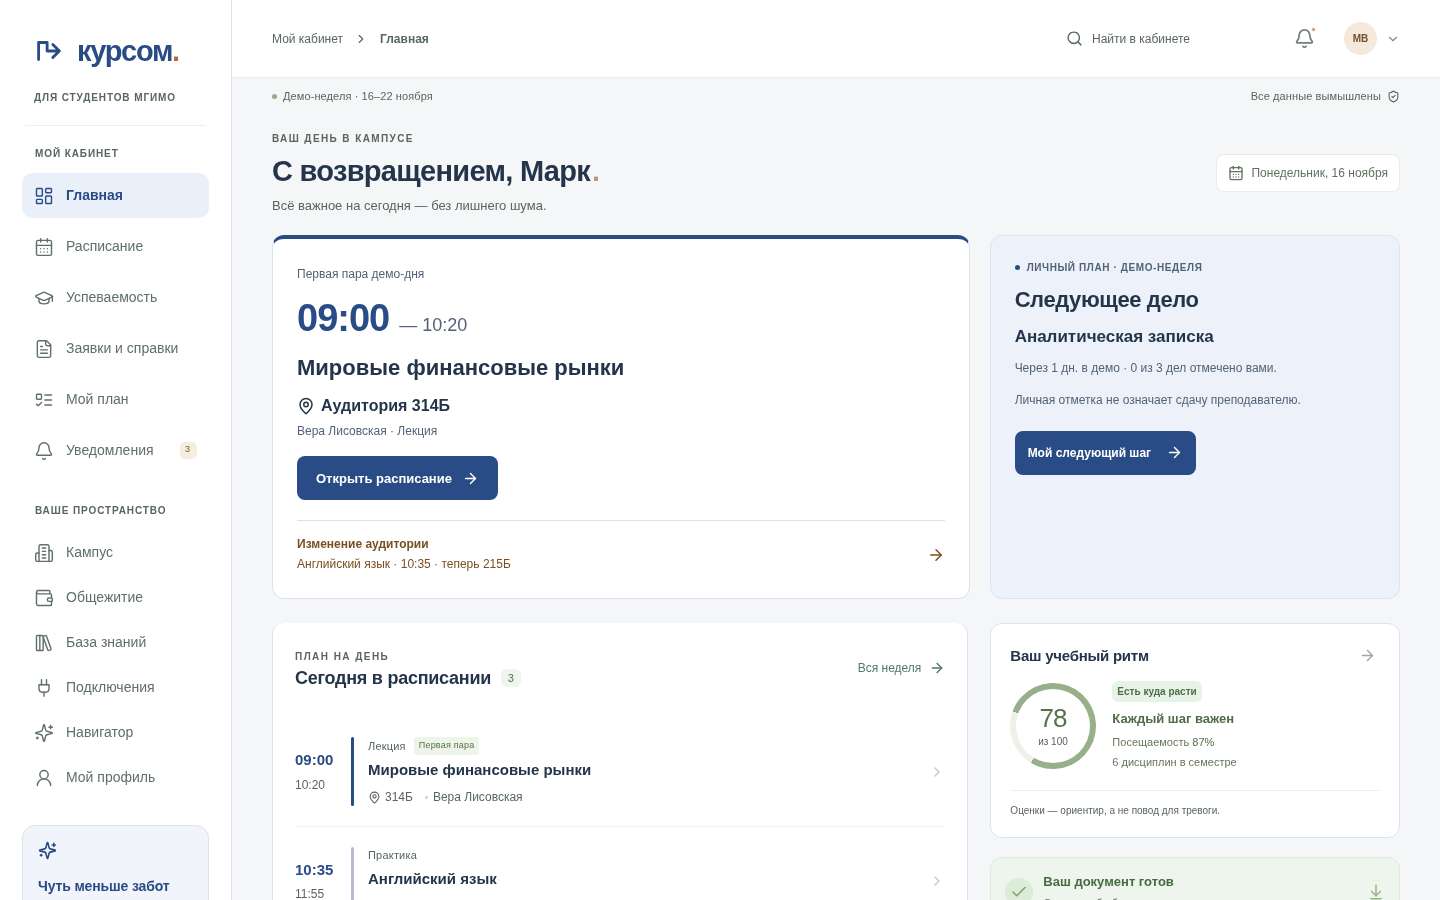 курсом.
ДЛЯ СТУДЕНТОВ МГИМО
МОЙ КАБИНЕТ
Главная
Расписание
Успеваемость
Заявки и справки
Мой план
Уведомления 3
ВАШЕ ПРОСТРАНСТВО
Кампус
Общежитие
База знаний
Подключения
Навигатор
Мой профиль
Чуть меньше забот
Мой кабинет Главная
Найти в кабинете
МВ
Демо-неделя · 16–22 ноября
Все данные вымышлены
ВАШ ДЕНЬ В КАМПУСЕ
С возвращением, Марк.
Всё важное на сегодня — без лишнего шума.
Понедельник, 16 ноября
Первая пара демо-дня
09:00 — 10:20
Мировые финансовые рынки
Аудитория 314Б
Вера Лисовская · Лекция
Открыть расписание
Изменение аудитории
Английский язык · 10:35 · теперь 215Б
ЛИЧНЫЙ ПЛАН · ДЕМО-НЕДЕЛЯ
Следующее дело
Аналитическая записка
Через 1 дн. в демо · 0 из 3 дел отмечено вами.
Личная отметка не означает сдачу преподавателю.
Мой следующий шаг
ПЛАН НА ДЕНЬ
Сегодня в расписании 3
Вся неделя
09:00
10:20
Лекция Первая пара
Мировые финансовые рынки
314Б · Вера Лисовская
10:35
11:55
Практика
Английский язык
Ваш учебный ритм
78
из 100
Есть куда расти
Каждый шаг важен
Посещаемость 87%
6 дисциплин в семестре
Оценки — ориентир, а не повод для тревоги.
Ваш документ готов